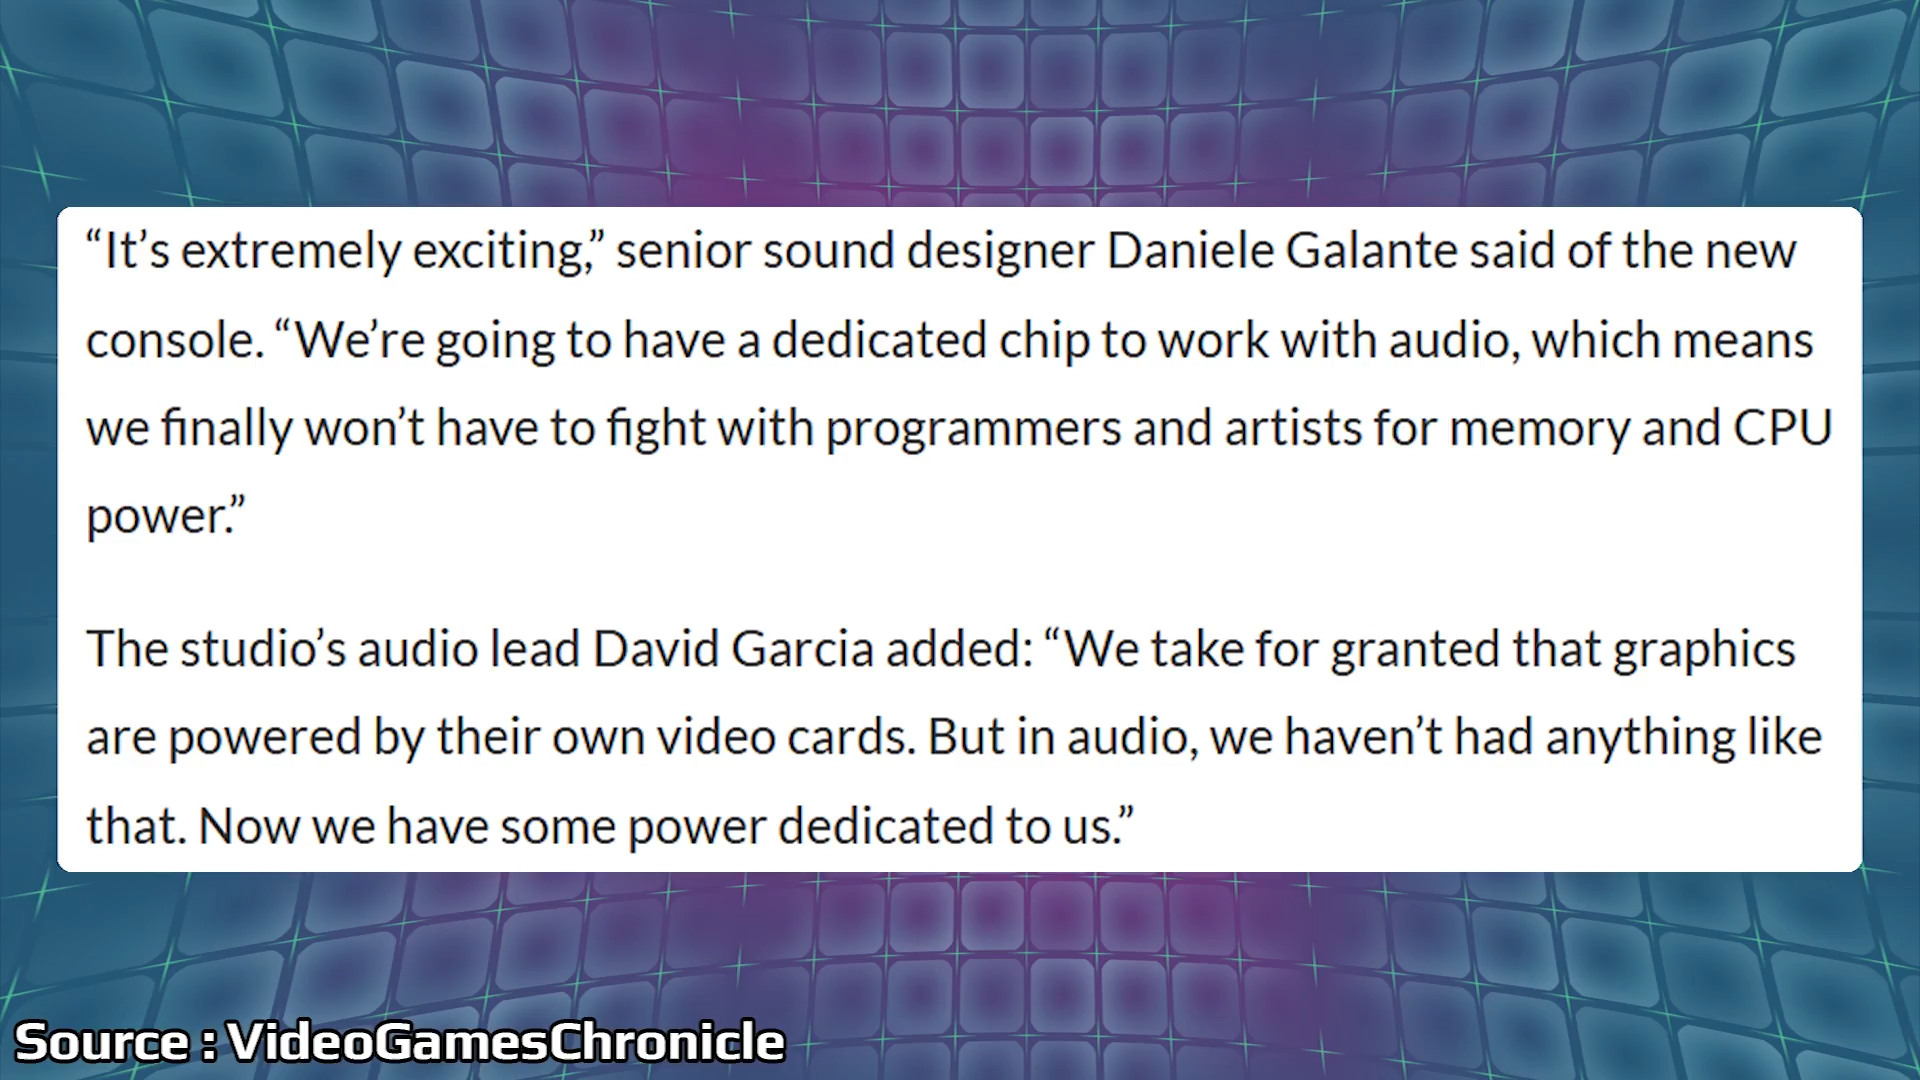 “It’s extremely exciting,” senior sound designer Daniele Galante said of the new
console. “We’re going to have a dedicated chip to work with audio, which means
we finally won’t have to fight with programmers and artists for memory and CPU
power.”
The studio’s audio lead David Garcia added: “We take for granted that graphics
are powered by their own video cards. But in audio, we haven’t had anything like
that. Now we have some power dedicated to us.”
Source : VideoGamesChronicle